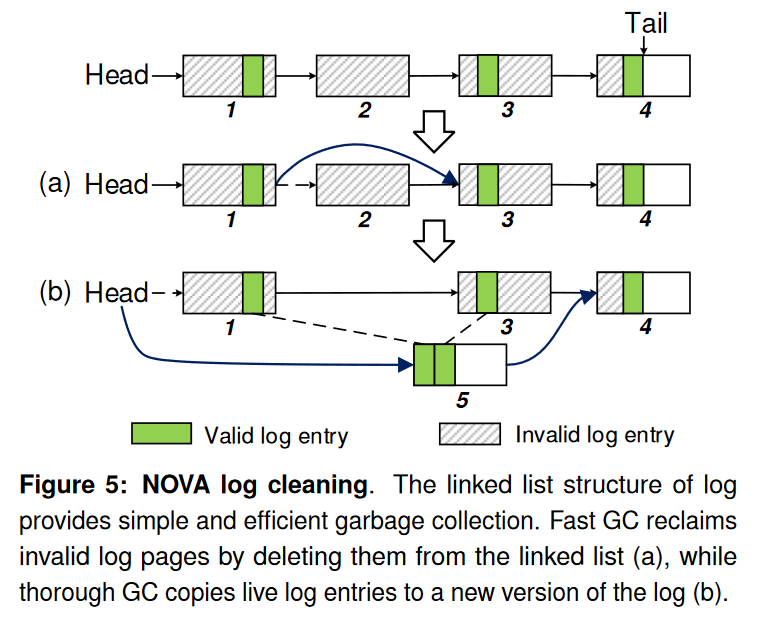 Tail
Head
1 2 3 4
(a) Head
1 2 3 4
(b) Head
1 3 4
5
Valid log entry Invalid log entry
Figure 5: NOVA log cleaning. The linked list structure of log
provides simple and efficient garbage collection. Fast GC reclaims
invalid log pages by deleting them from the linked list (a), while
thorough GC copies live log entries to a new version of the log (b).